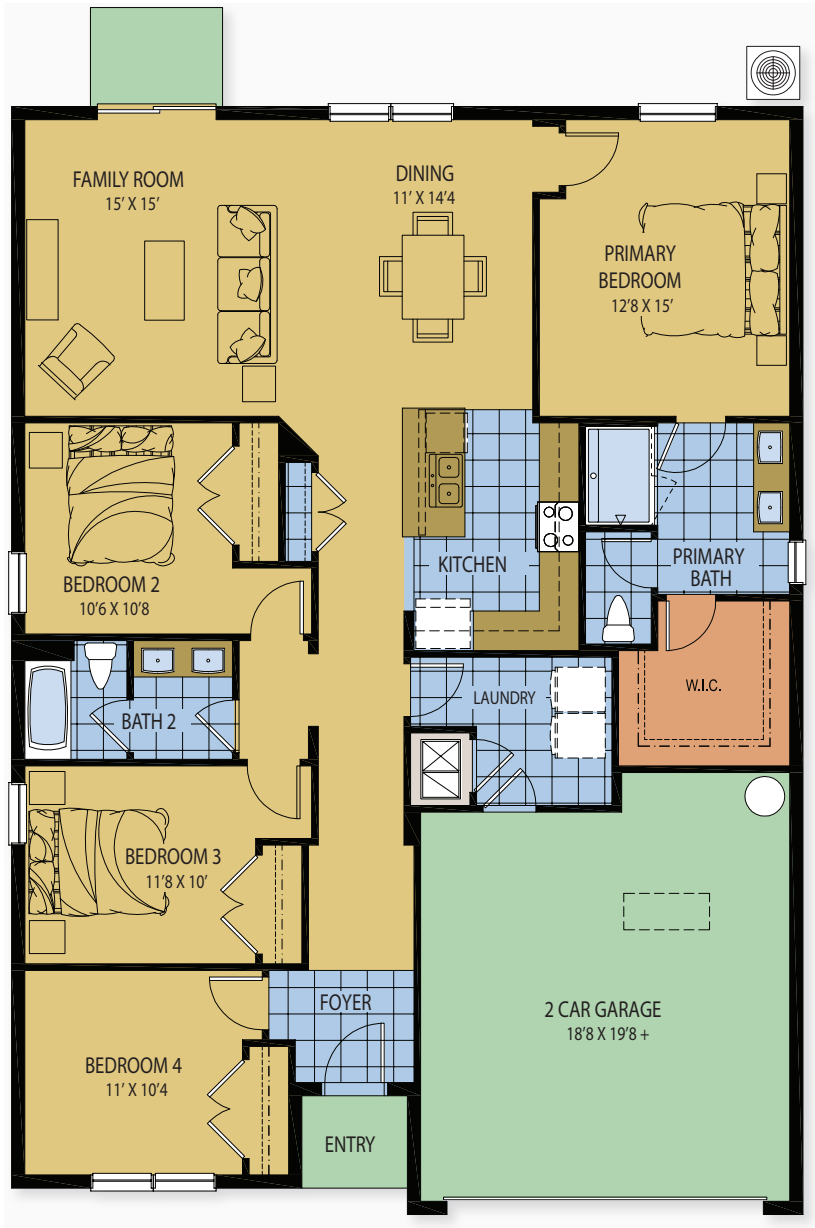 FAMILY ROOM
15’ X 15’
DINING
11’ X 14’4
PRIMARY
BEDROOM
12’8 X 15’
BEDROOM 2
10’6 X 10’8
KITCHEN
PRIMARY
BATH
W.I.C.
LAUNDRY
BATH 2
BEDROOM 3
11’8 X 10’
FOYER
2 CAR GARAGE
18’8 X 19’8 +
BEDROOM 4
11’ X 10’4
ENTRY